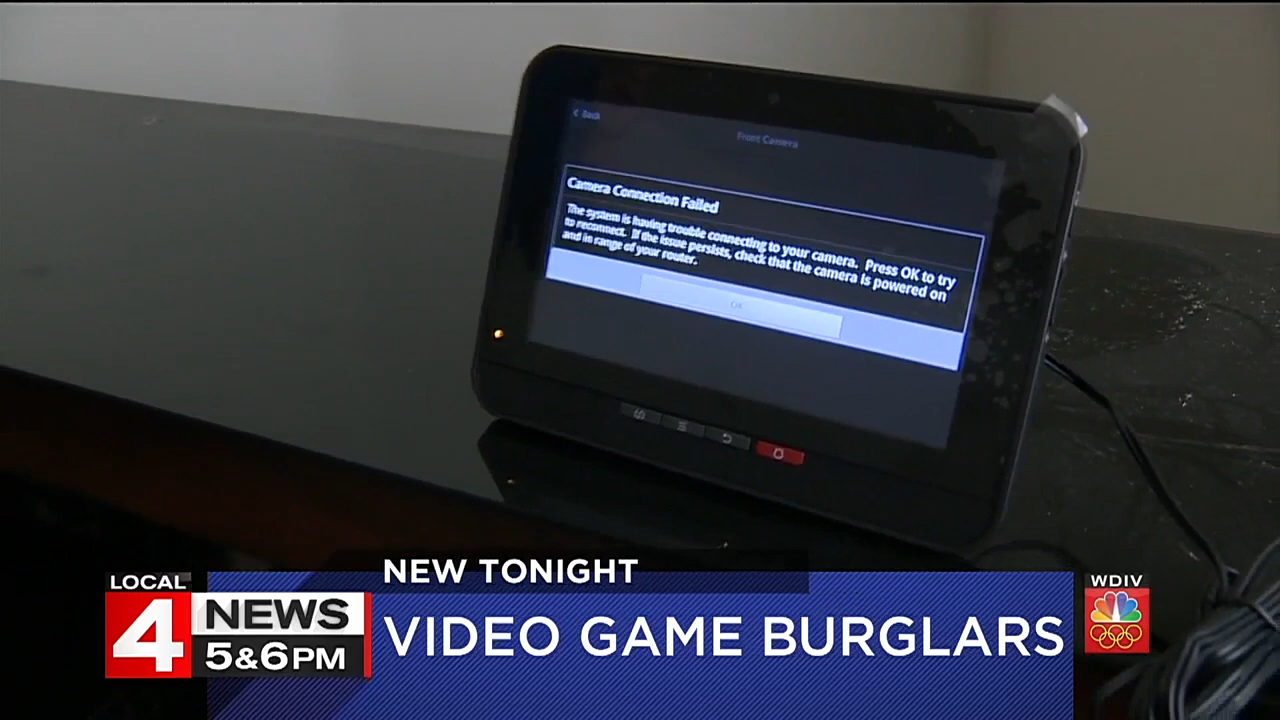 Back
Front Camera
Camera Connection Failed
The system is having trouble connecting to your camera. Press OK to try
to reconnect. If the issue persists, check that the camera is powered on
and in range of your router.
OK
NEW TONIGHT
LOCAL
4
NEWS
5&6PM
VIDEO GAME BURGLARS
WDIV